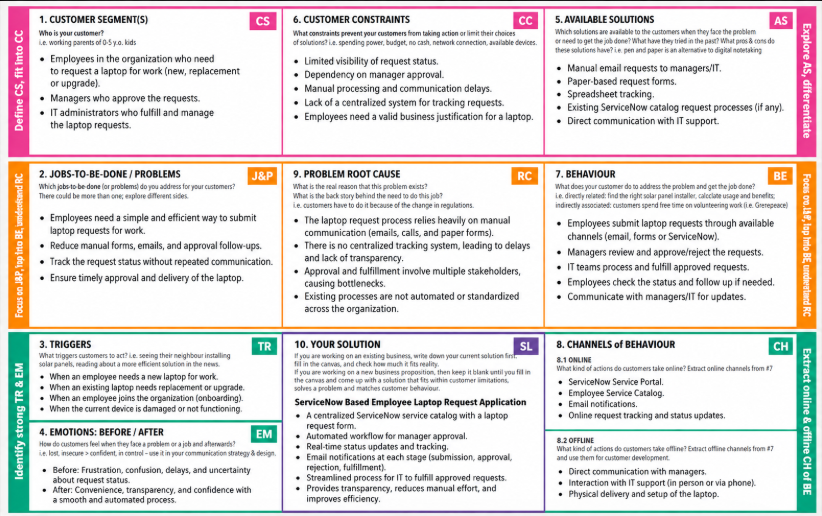 Define CS, fit into CC
1. CUSTOMER SEGMENT(S)
CS
Who is your customer?
i.e. working parents of 0-5 y.o. kids
• Employees in the organization who need
to request a laptop for work (new, replacement
or upgrade).
• Managers who approve the requests.
• IT administrators who fulfill and manage
the laptop requests.
6. CUSTOMER CONSTRAINTS
CC
What constraints prevent your customers from taking action or limit their choices
of solutions? i.e. spending power, budget, no cash, network connection, available devices.
• Limited visibility of request status.
• Dependency on manager approval.
• Manual processing and communication delays.
• Lack of a centralized system for tracking requests.
• Employees need a valid business justification for a laptop.
5. AVAILABLE SOLUTIONS
AS
Which solutions are available to the customers when they face the problem
or need to get the job done? What have they tried in the past? What pros & cons do
these solutions have? i.e. pen and paper is an alternative to digital notetaking
• Manual email requests to managers/IT.
• Paper-based request forms.
• Spreadsheet tracking.
• Existing ServiceNow catalog request processes (if any).
• Direct communication with IT support.
Explore AS, differentiate
Focus on J&P, tap into BE, understand RC
2. JOBS-TO-BE-DONE / PROBLEMS
J&P
Which jobs-to-be-done (or problems) do you address for your customers?
There could be more than one; explore different sides.
• Employees need a simple and efficient way to submit
laptop requests for work.
• Reduce manual forms, emails, and approval follow-ups.
• Track the request status without repeated communication.
• Ensure timely approval and delivery of the laptop.
9. PROBLEM ROOT CAUSE
RC
What is the real reason that this problem exists?
What is the back story behind the need to do this job?
i.e. customers have to do it because of the change in regulations.
• The laptop request process relies heavily on manual
communication (emails, calls, and paper forms).
• There is no centralized tracking system, leading to delays
and lack of transparency.
• Approval and fulfillment involve multiple stakeholders,
causing bottlenecks.
• Existing processes are not automated or standardized
across the organization.
7. BEHAVIOUR
BE
What does your customer do to address the problem and get the job done?
i.e. directly related: find the right solar panel installer, calculate usage and benefits;
indirectly associated: customers spend free time on volunteering work (i.e. Greenpeace)
• Employees submit laptop requests through available
channels (email, forms or ServiceNow).
• Managers review and approve/reject the requests.
• IT teams process and fulfill approved requests.
• Employees check the status and follow up if needed.
• Communicate with managers/IT for updates.
Focus on J&P, tap into BE, understand RC
Identify strong TR & EM
3. TRIGGERS
TR
What triggers customers to act? i.e. seeing their neighbour installing
solar panels, reading about a more efficient solution in the news.
• When an employee needs a new laptop for work.
• When an existing laptop needs replacement or upgrade.
• When an employee joins the organization (onboarding).
• When the current device is damaged or not functioning.
4. EMOTIONS: BEFORE / AFTER
EM
How do customers feel when they face a problem or a job and afterwards?
i.e. lost, insecure > confident, in control - use it in your communication strategy & design.
• Before: Frustration, confusion, delays, and uncertainty
about request status.
• After: Convenience, transparency, and confidence with
a smooth and automated process.
10. YOUR SOLUTION
SL
If you are working on an existing business, write down your current solution first,
fill in the canvas, and check how much it fits reality.
If you are working on a new business proposition, then keep it blank until you fill in
the canvas and come up with a solution that fits within customer limitations,
solves a problem and matches customer behaviour.
ServiceNow Based Employee Laptop Request Application
• A centralized ServiceNow service catalog with a laptop
request form.
• Automated workflow for manager approval.
• Real-time status updates and tracking.
• Email notifications at each stage (submission, approval,
rejection, fulfillment).
• Streamlined process for IT to fulfill approved requests.
• Provides transparency, reduces manual effort, and
improves efficiency.
8. CHANNELS of BEHAVIOUR
CH
8.1 ONLINE
What kind of actions do customers take online? Extract online channels from #7
• ServiceNow Service Portal.
• Employee Service Catalog.
• Email notifications.
• Online request tracking and status updates.
8.2 OFFLINE
What kind of actions do customers take offline? Extract offline channels from #7
and use them for customer development.
• Direct communication with managers.
• Interaction with IT support (in person or via phone).
• Physical delivery and setup of the laptop.
Extract online & offline CH of BE